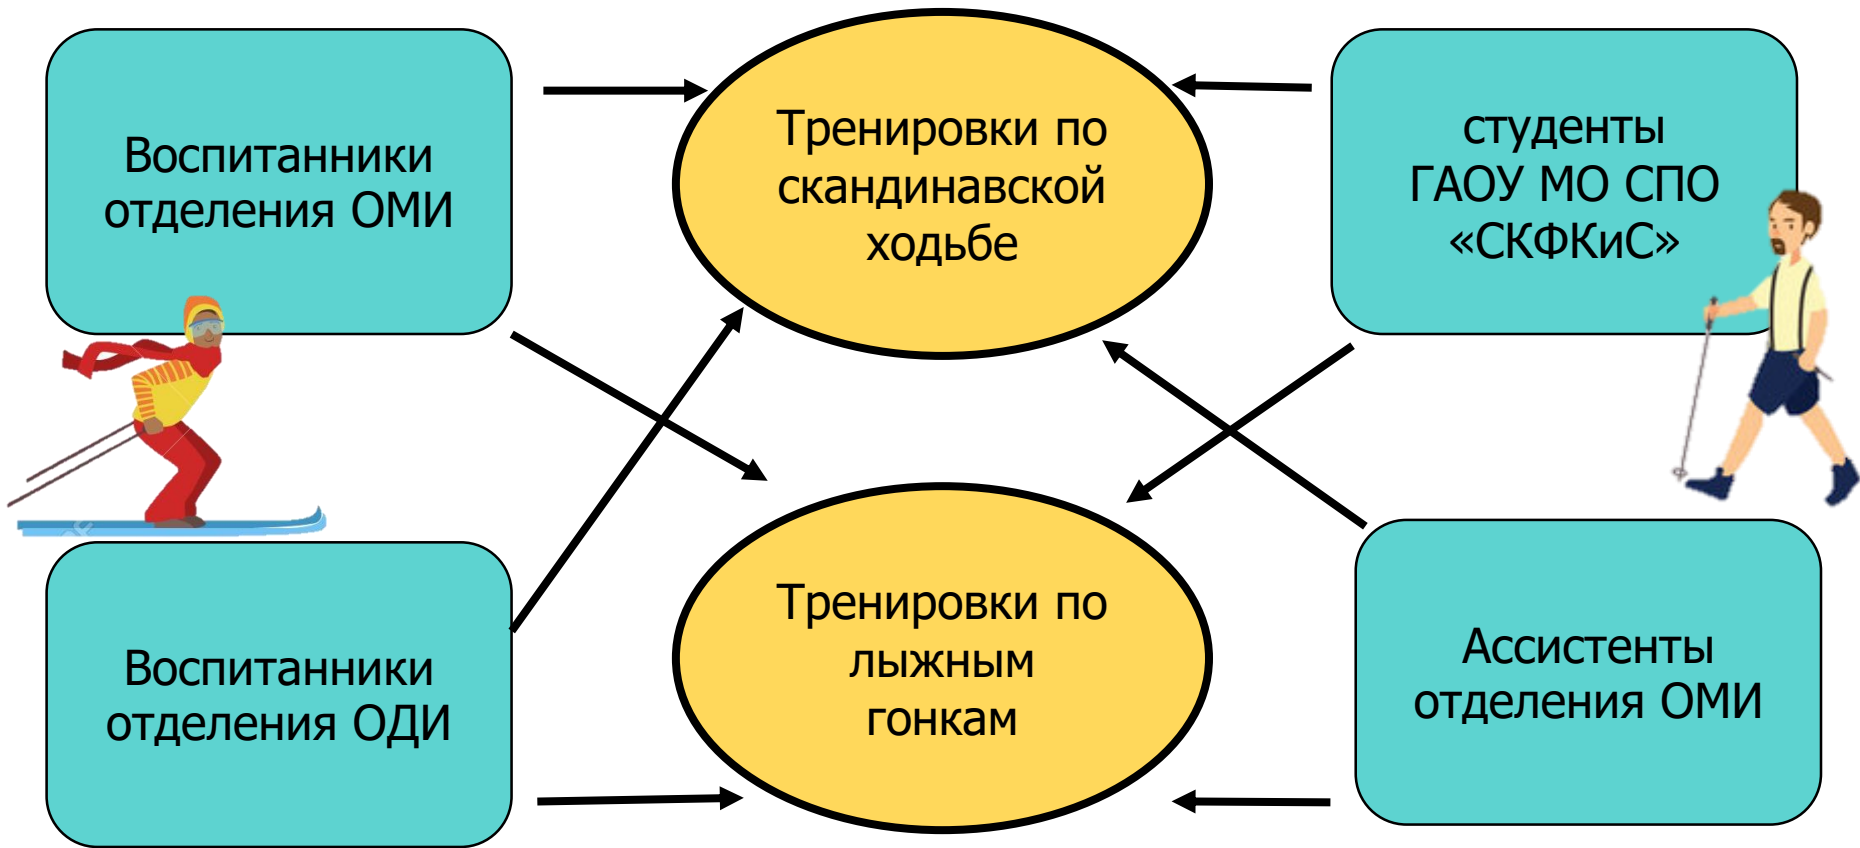 Воспитанники
отделения ОМИ
Тренировки по
скандинавской
ходьбе
студенты
ГАОУ МО СПО
«СКФКиС»
Воспитанники
отделения ОДИ
Тренировки по
лыжным
гонкам
Ассистенты
отделения ОМИ